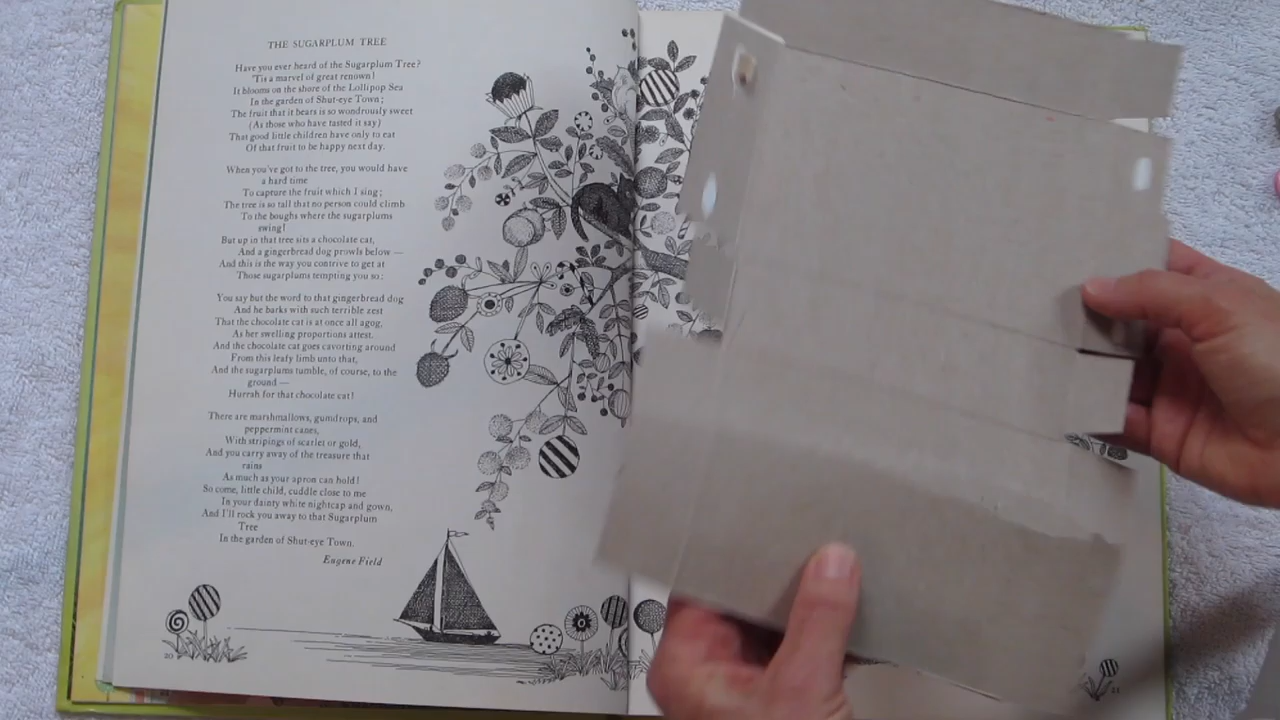 THE SUGARPLUM TREE
Have you ever heard of the Sugarplum Tree?
'Tis a marvel of great renown!
It blooms on the shore of the Lollipop Sea
In the garden of Shut-eye Town;
The fruit that it bears is so wondrously sweet
(As those who have tasted it say)
That good little children have only to eat
Of that fruit to be happy next day.
When you've got to the tree, you would have
a hard time
To capture the fruit which I sing;
The tree is so tall that no person could climb
To the boughs where the sugarplums
swing!
But up in that tree sits a chocolate cat,
And a gingerbread dog prowls below —
And this is the way you contrive to get at
Those sugarplums tempting you so:
You say but the word to that gingerbread dog
And he barks with such terrible zest
That the chocolate cat is at once all agog,
As her swelling proportions attest.
And the chocolate cat goes cavorting around
From this leafy limb unto that,
And the sugarplums tumble, of course, to the
ground —
Hurrah for that chocolate cat!
There are marshmallows, gumdrops, and
peppermint canes,
With stripings of scarlet or gold,
And you carry away of the treasure that
rains
As much as your apron can hold!
So come, little child, cuddle close to me
In your dainty white nightcap and gown,
And I'll rock you away to that Sugarplum
Tree
In the garden of Shut-eye Town.
Eugene Field
20
21